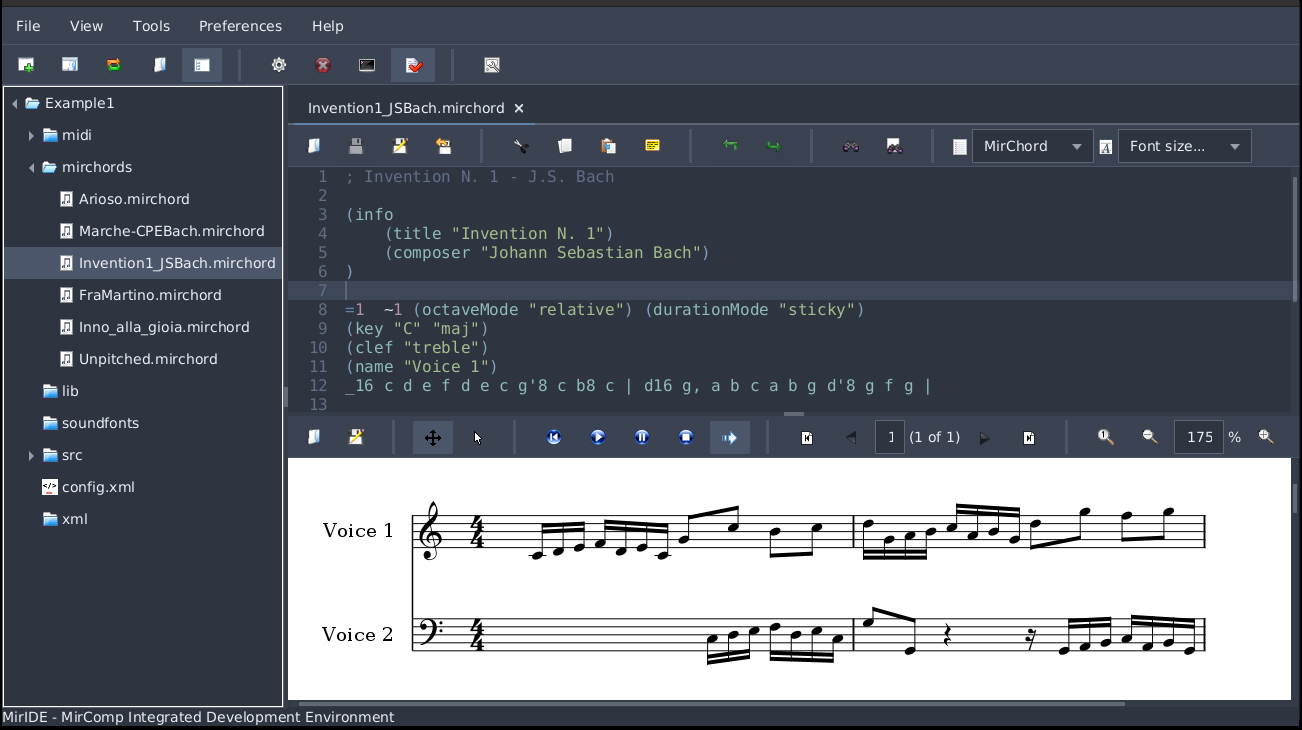 File View Tools Preferences Help
Example1
midi
mirchords
Arioso.mirchord
Marche-CPEBach.mirchord
Invention1_JSBach.mirchord
FraMartino.mirchord
Inno_alla_gioia.mirchord
Unpitched.mirchord
lib
soundfonts
src
config.xml
xml
Invention1_JSBach.mirchord
MirChord
Font size...
1 ; Invention N. 1 - J.S. Bach
2
3 (info
4 (title "Invention N. 1")
5 (composer "Johann Sebastian Bach")
6 )
7
8 =1 ~1 (octaveMode "relative") (durationMode "sticky")
9 (key "C" "maj")
10 (clef "treble")
11 (name "Voice 1")
12 _16 c d e f d e c g'8 c b8 c | d16 g, a b c a b g d'8 g f g |
13
1 (1 of 1) 175 %
Voice 1
4
4
Voice 2
4
4
MirIDE - MirComp Integrated Development Environment